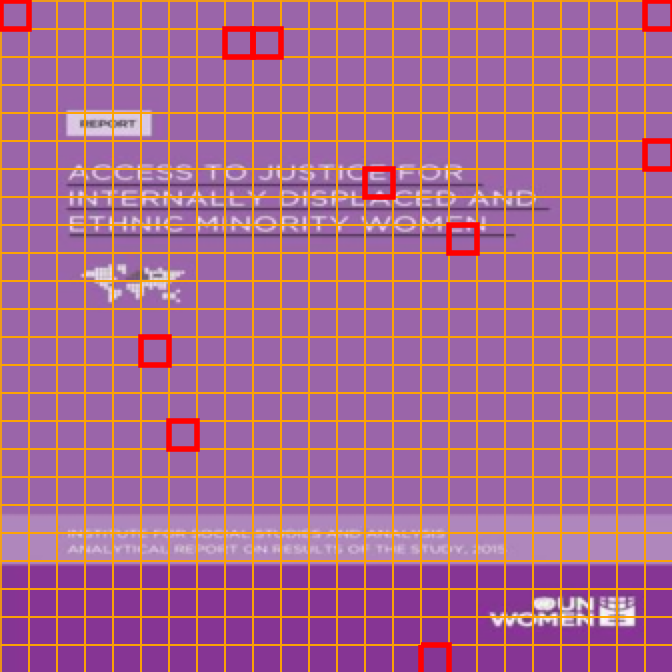 REPORT
ACCESS TO JUSTICE FOR
INTERNALLY DISPLACED AND
ETHNIC MINORITY WOMEN
INSTITUTE FOR SOCIAL STUDIES AND ANALYSIS
ANALYTICAL REPORT ON RESULTS OF THE STUDY, 2015
UN
WOMEN